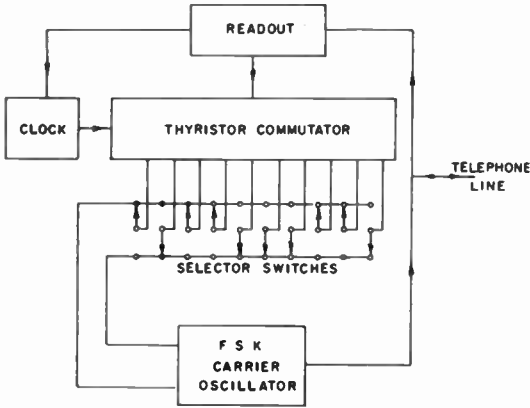 READOUT
CLOCK
THYRISTOR COMMUTATOR
TELEPHONE
LINE
SELECTOR SWITCHES
F S K
CARRIER
OSCILLATOR